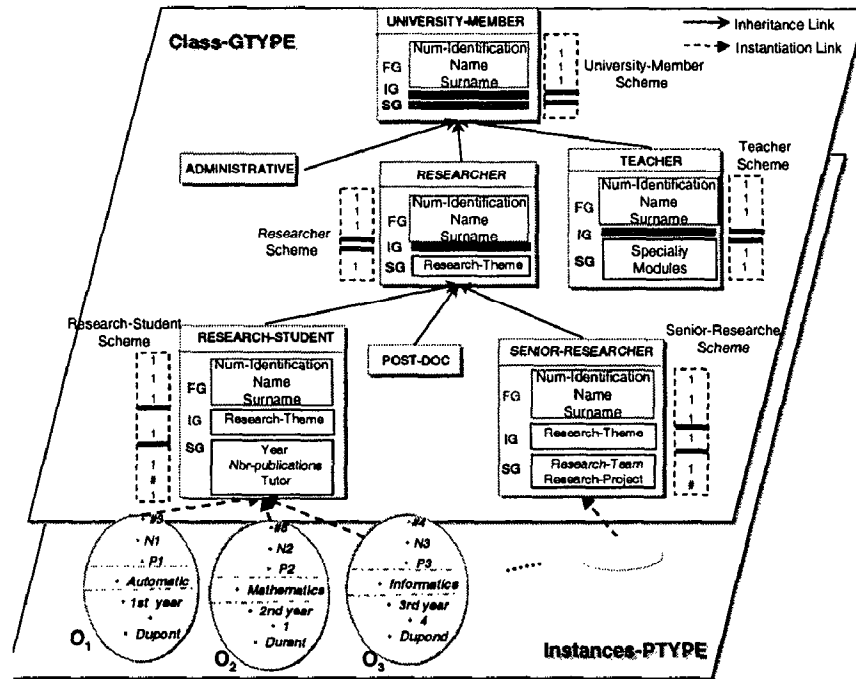 UNIVERSITY-MEMBER
Inheritance Link
Instantiation Link
Class-GTYPE
FG
IG
SG
Num-Identification
Name
Surname
1
1
1
University-Member
Scheme
ADMINISTRATIVE
RESEARCHER
FG
IG
SG
Num-Identification
Name
Surname
Research-Theme
Researcher
Scheme
1
1
1
1
TEACHER
FG
IG
SG
Num-Identification
Name
Surname
Specialty
Modules
Teacher
Scheme
1
1
1
1
1
Research-Student
Scheme
1
1
1
1
1
#
1
RESEARCH-STUDENT
FG
IG
SG
Num-Identification
Name
Surname
Research-Theme
Year
Nbr-publications
Tutor
POST-DOC
SENIOR-RESEARCHER
FG
IG
SG
Num-Identification
Name
Surname
Research-Theme
Research-Team
Research-Project
Senior-Researche
Scheme
1
1
1
1
1
#
N1
P1
Automatic
1st year
Dupont
O1
N2
P2
Mathematics
2nd year
1
Durant
O2
#4
N3
P3
Informatics
3rd year
4
Dupond
O3
Instances-PTYPE